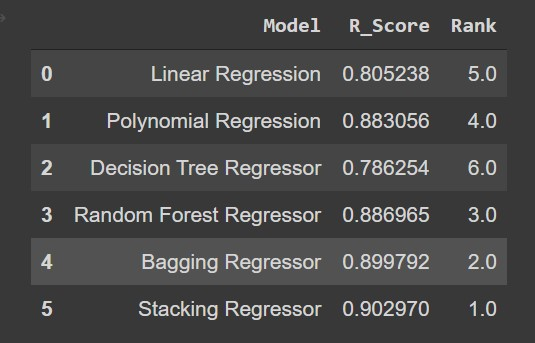 Model R_Score Rank
0 Linear Regression 0.805238 5.0
1 Polynomial Regression 0.883056 4.0
2 Decision Tree Regressor 0.786254 6.0
3 Random Forest Regressor 0.886965 3.0
4 Bagging Regressor 0.899792 2.0
5 Stacking Regressor 0.902970 1.0